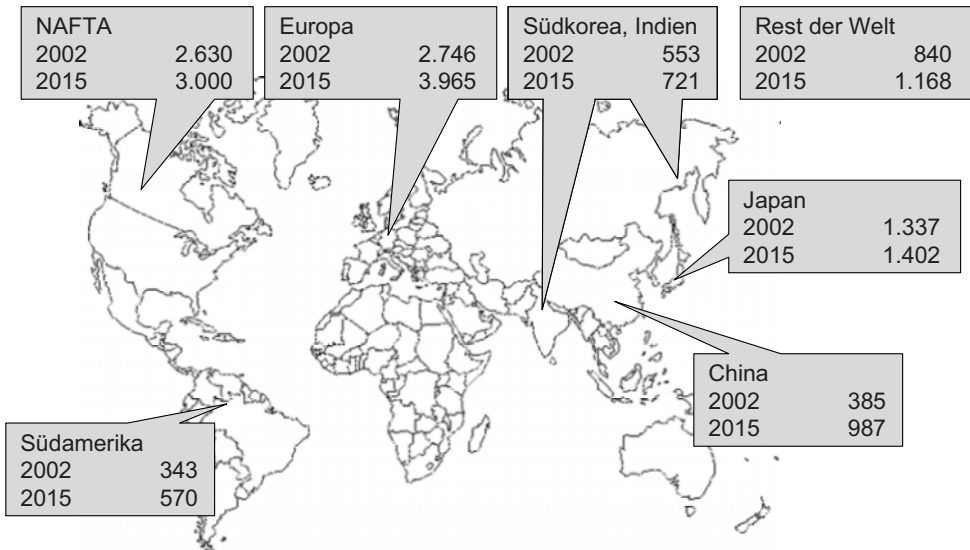 NAFTA
2002 2.630
2015 3.000
Europa
2002 2.746
2015 3.965
Südkorea, Indien
2002 553
2015 721
Rest der Welt
2002 840
2015 1.168
Japan
2002 1.337
2015 1.402
China
2002 385
2015 987
Südamerika
2002 343
2015 570